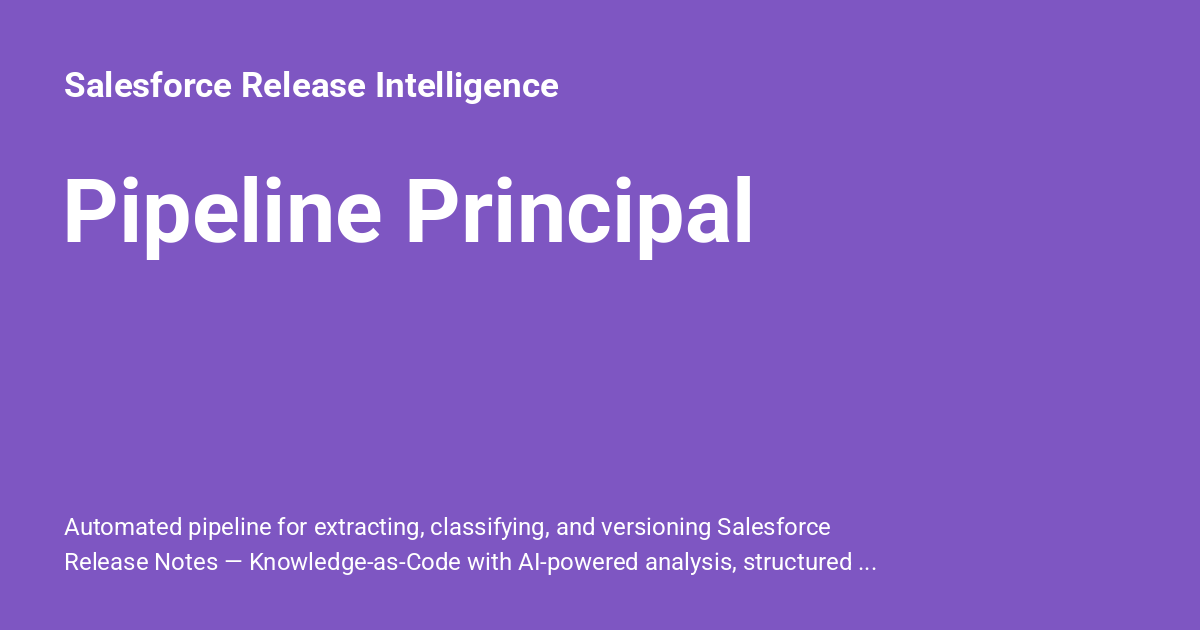 Salesforce Release Intelligence
Pipeline Principal
Automated pipeline for extracting, classifying, and versioning Salesforce
Release Notes — Knowledge-as-Code with AI-powered analysis, structured ...